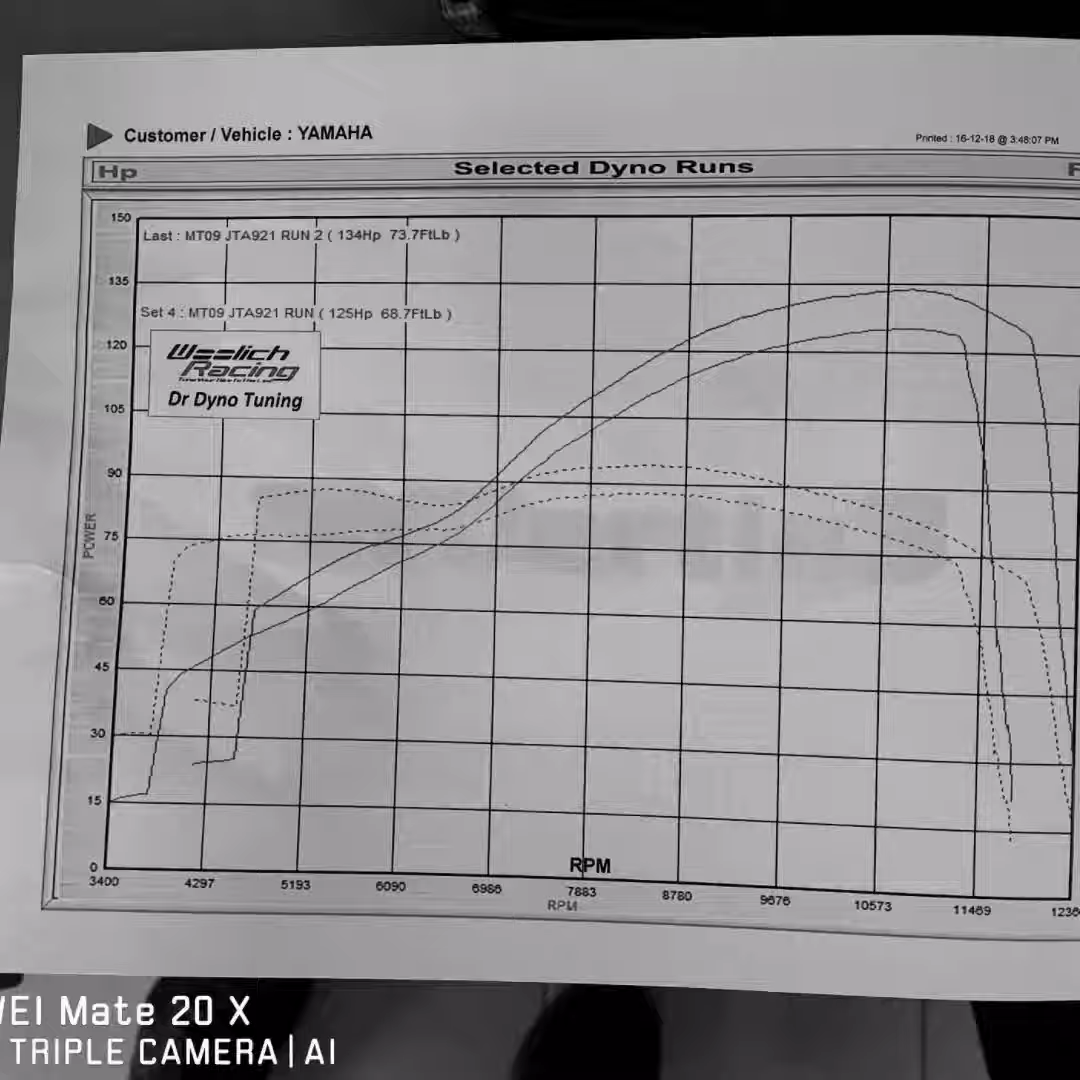 Customer / Vehicle : YAMAHA
Printed : 16-12-18 @ 3:48:07 PM
Hp
Selected Dyno Runs
150
Last : MT09 JTA921 RUN 2 ( 134Hp 73.7FtLb )
135
Set 4 : MT09 JTA921 RUN ( 125Hp 68.7FtLb )
120
Woolich
Racing
Dr Dyno Tuning
105
90
POWER
75
60
45
30
15
0
RPM
3400 4297 5193 6090 6986 7883 8780 9676 10573 11469
RPM
Mate 20 X
TRIPLE CAMERA | AI